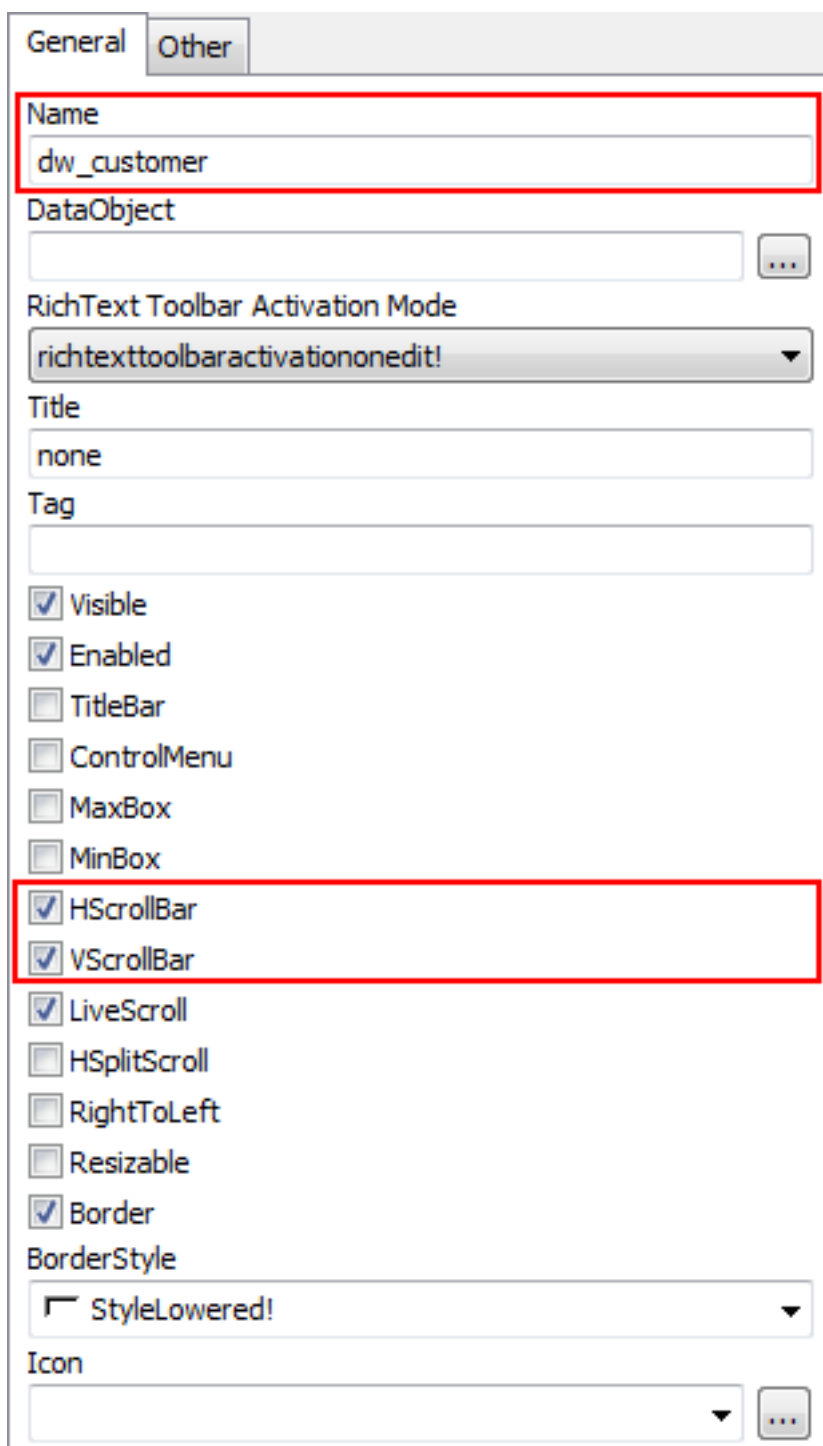 General Other
Name
dw_customer
DataObject
...
RichText Toolbar Activation Mode
richtexttoolbaractivationonedit!
Title
none
Tag
Visible
Enabled
TitleBar
ControlMenu
MaxBox
MinBox
HScrollBar
VScrollBar
LiveScroll
HSplitScroll
RightToLeft
Resizable
Border
BorderStyle
StyleLowered!
Icon
...